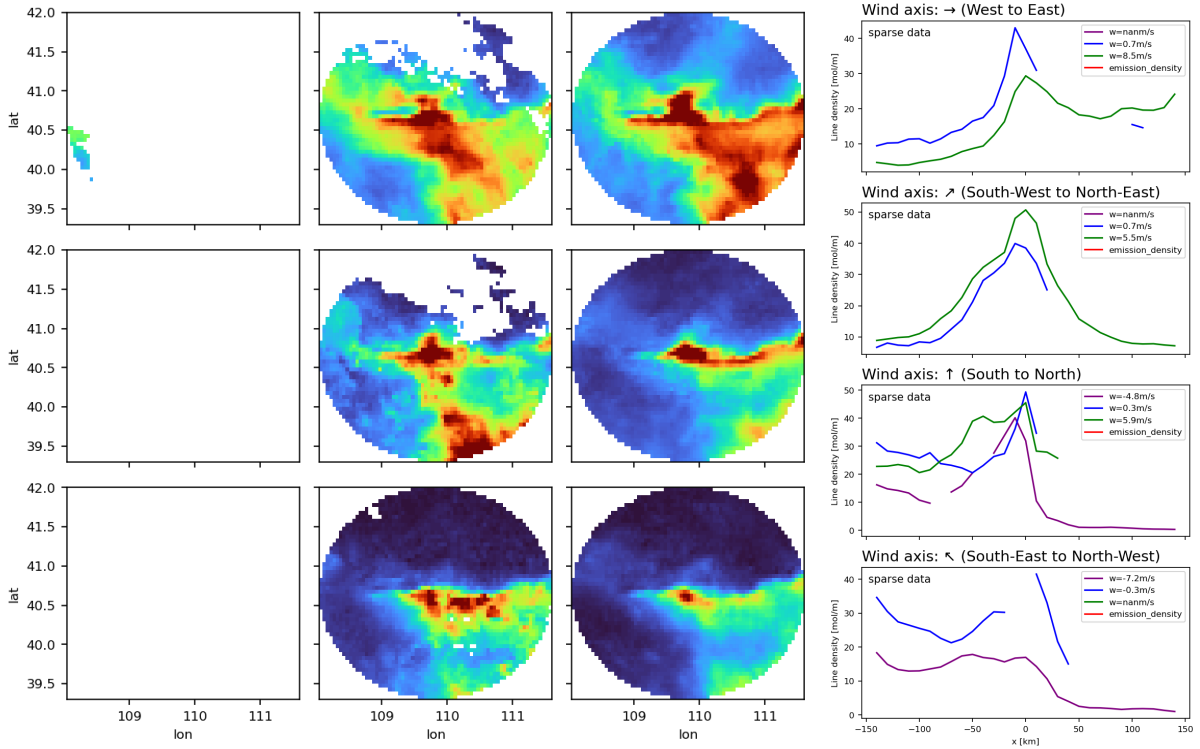 42.0
41.5
41.0
40.5
40.0
39.5
lat
42.0
41.5
41.0
40.5
40.0
39.5
lat
42.0
41.5
41.0
40.5
40.0
39.5
lat
109 110 111
lon
109 110 111
lon
109 110 111
lon
Wind axis: → (West to East)
sparse data
w=nanm/s
w=0.7m/s
w=8.5m/s
emission_density
40
30
20
10
Line density [mol/m]
Wind axis: ↗ (South-West to North-East)
sparse data
w=nanm/s
w=0.7m/s
w=5.5m/s
emission_density
50
40
30
20
10
Line density [mol/m]
Wind axis: ↑ (South to North)
sparse data
w=-4.8m/s
w=0.3m/s
w=5.9m/s
emission_density
50
40
30
20
10
0
Line density [mol/m]
Wind axis: ↖ (South-East to North-West)
sparse data
w=-7.2m/s
w=-0.3m/s
w=nanm/s
emission_density
40
30
20
10
0
Line density [mol/m]
−150 −100 −50 0 50 100 150
x [km]